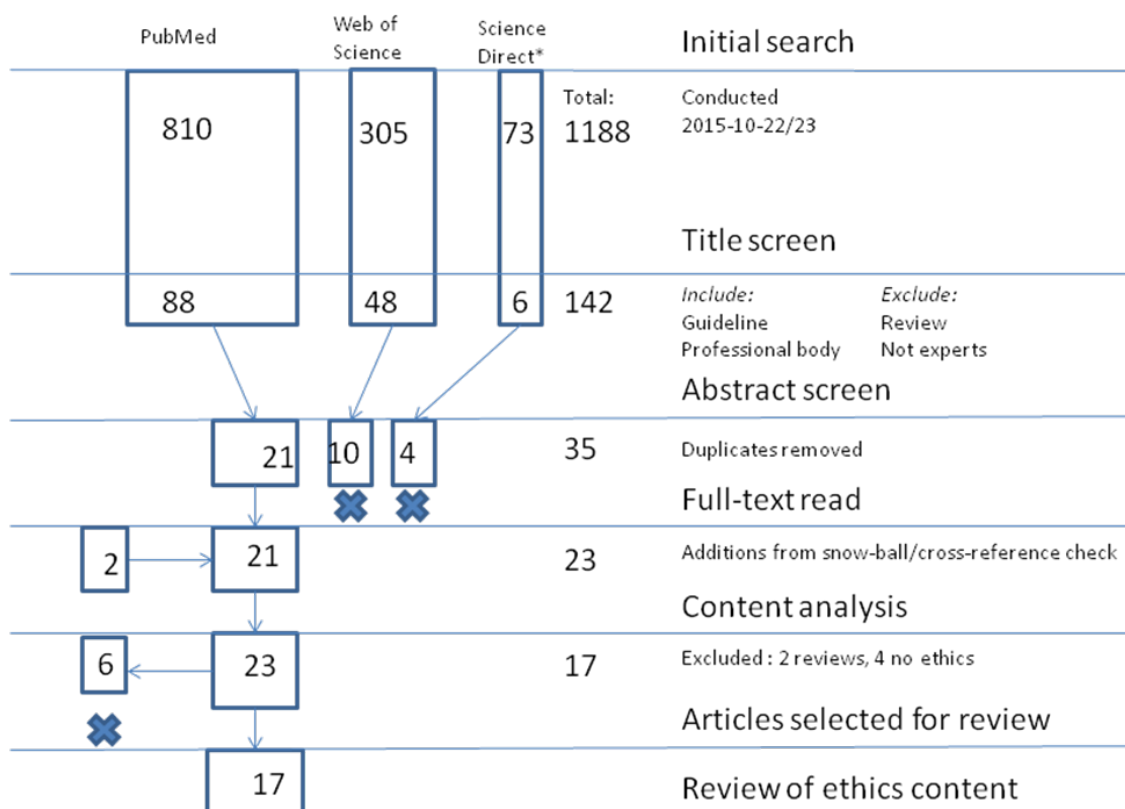 PubMed
Web of
Science
Science
Direct*
Initial search
810
305
73
Total:
1188
Conducted
2015-10-22/23
Title screen
88
48
6
142
Include:
Exclude:
Guideline
Review
Professional body
Not experts
Abstract screen
21
10
4
35
Duplicates removed
Full-text read
2
21
23
Additions from snow-ball/cross-reference check
Content analysis
6
23
17
Excluded : 2 reviews, 4 no ethics
Articles selected for review
17
Review of ethics content